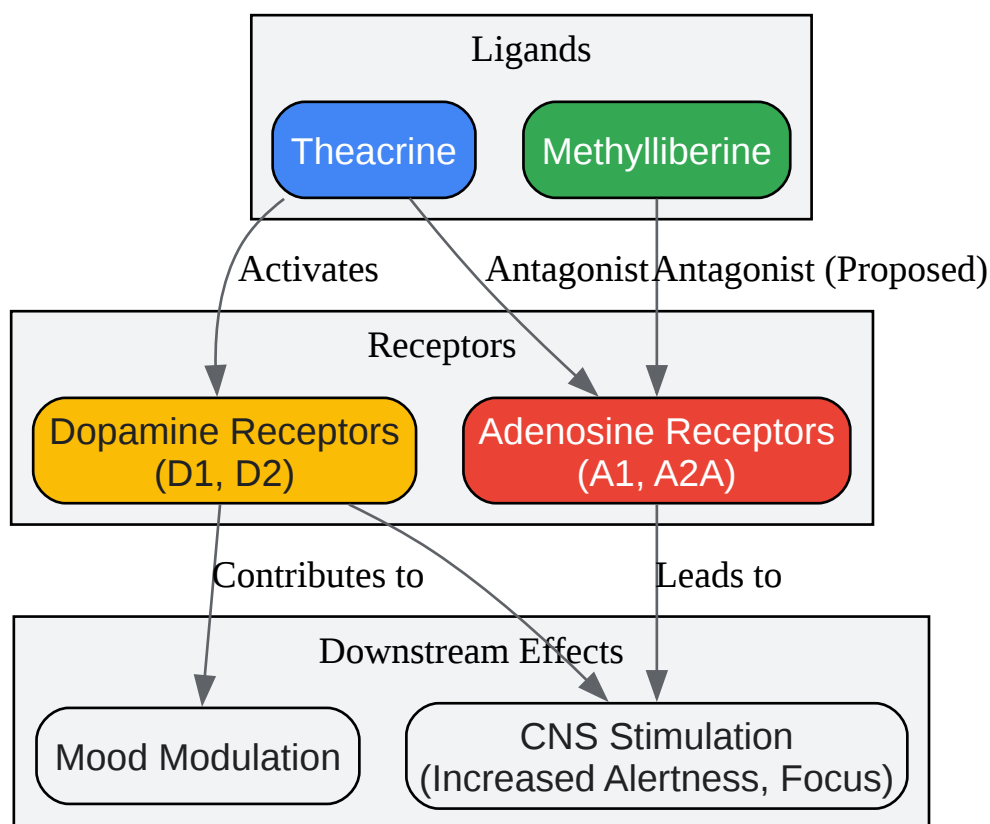 Ligands
Theacrine
Methylliberine
Activates
Antagonist
Antagonist (Proposed)
Receptors
Dopamine Receptors
(D1, D2)
Adenosine Receptors
(A1, A2A)
Contributes to
Leads to
Downstream Effects
Mood Modulation
CNS Stimulation
(Increased Alertness, Focus)